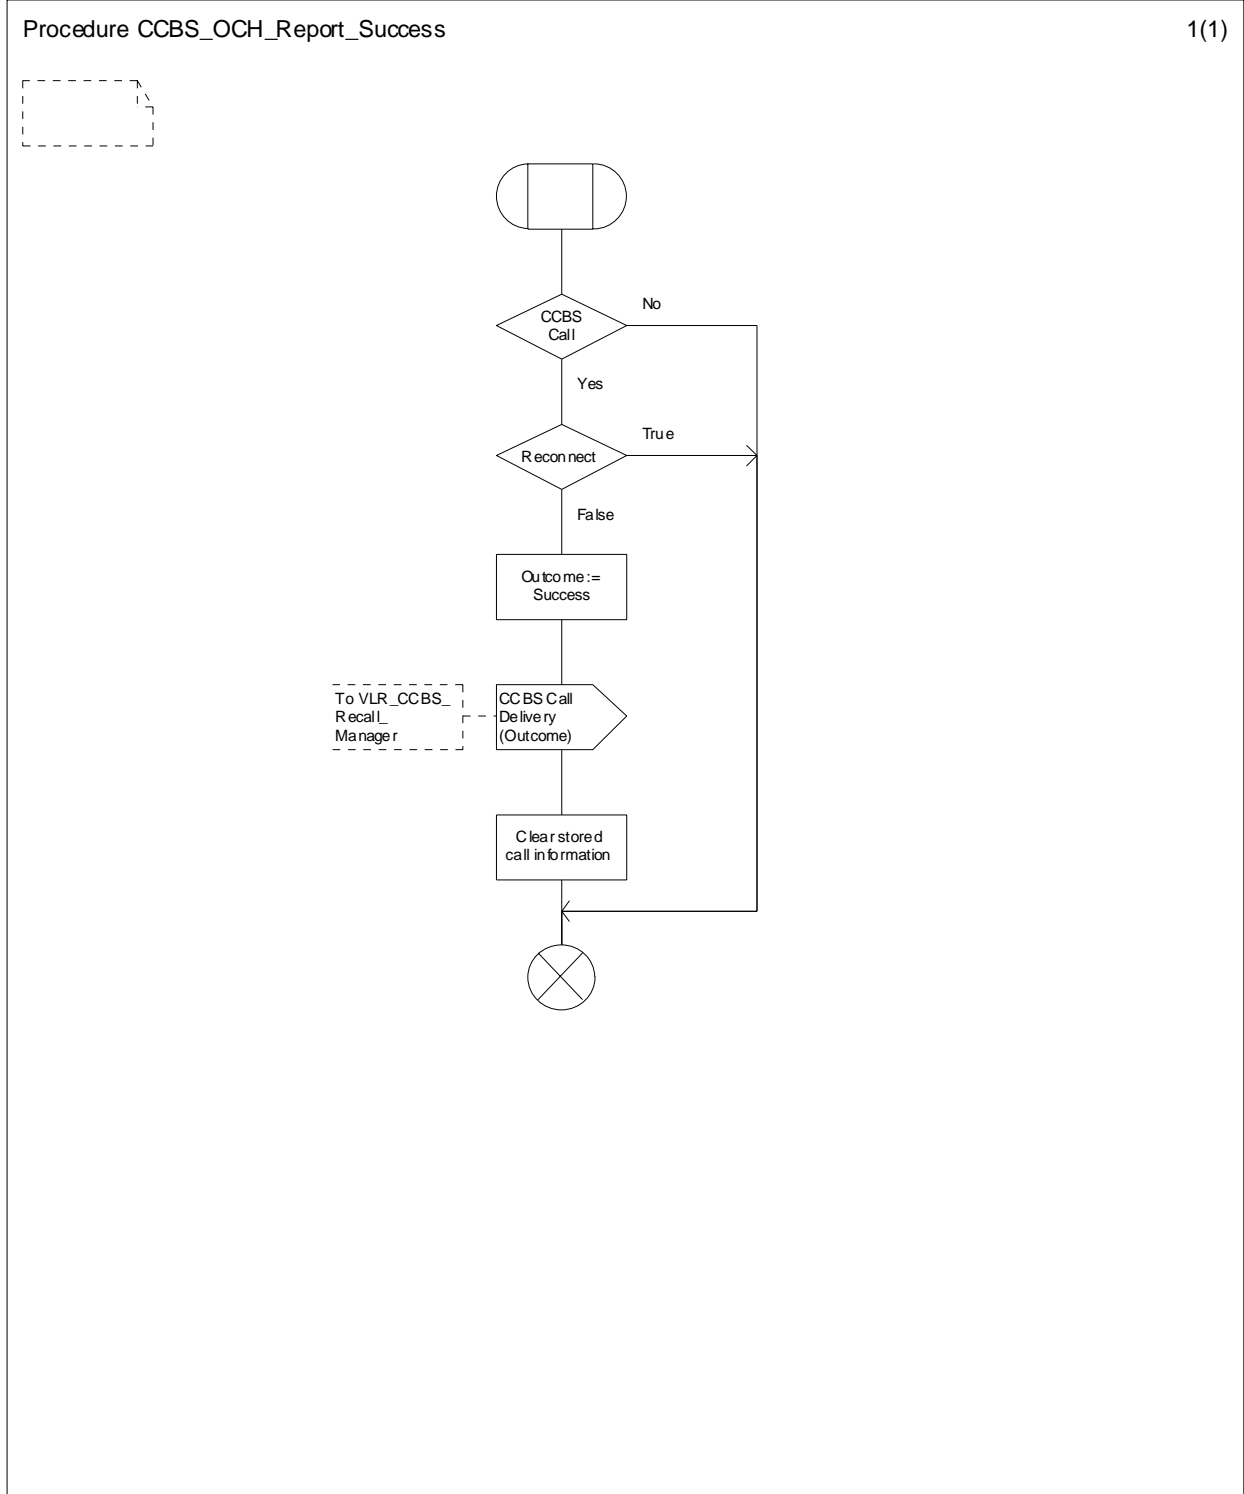 Procedure CCBS_OCH_Report_Success
1(1)
CCBS
Call
No
Yes
Reconnect
True
False
Outcome:=
Success
To VLR_CCBS_
Recall_
Manager
CCBS Call
Delivery
(Outcome)
Clear stored
call information